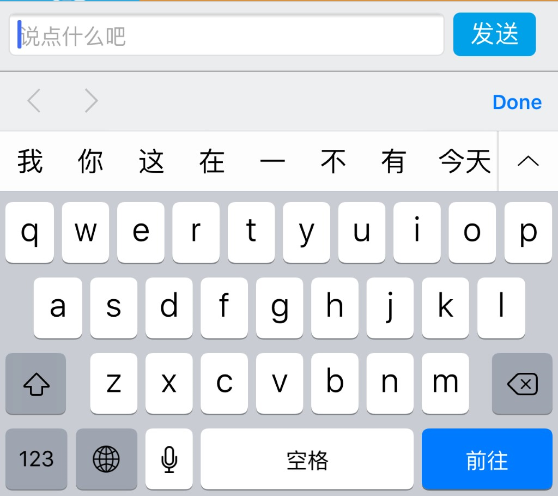 说点什么吧 发送
Done
我 你 这 在 一 不 有 今天
q w e r t y u i o p
a s d f g h j k l
z x c v b n m
123 空格 前往